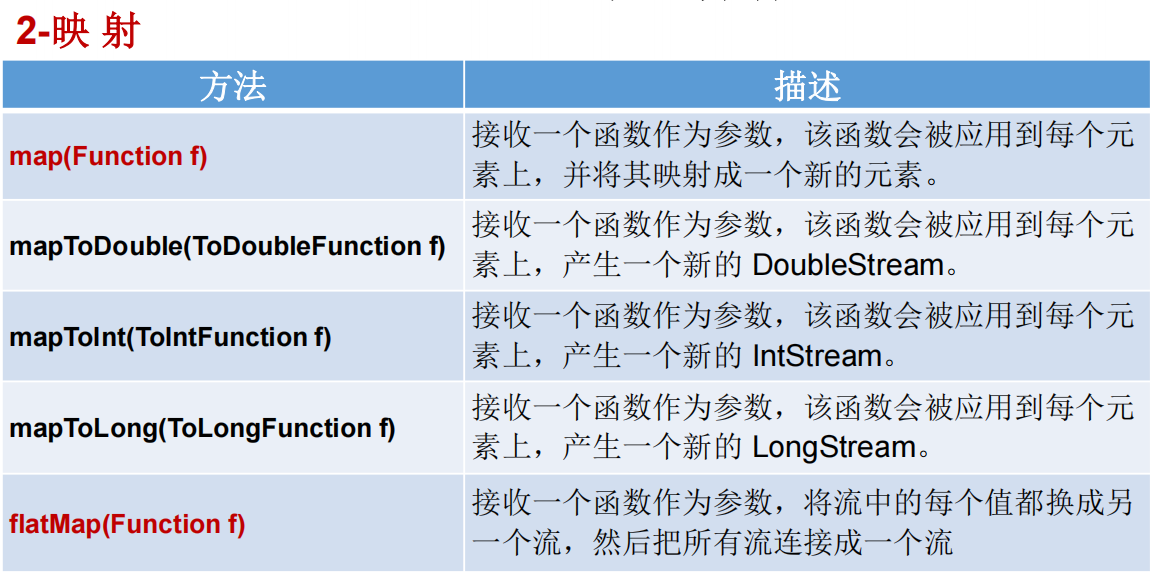 2-映 射
方法
描述
map(Function f)
接收一个函数作为参数，该函数会被应用到每个元
素上，并将其映射成一个新的元素。
mapToDouble(ToDoubleFunction f)
接收一个函数作为参数，该函数会被应用到每个元
素上，产生一个新的 DoubleStream。
mapToInt(ToIntFunction f)
接收一个函数作为参数，该函数会被应用到每个元
素上，产生一个新的 IntStream。
mapToLong(ToLongFunction f)
接收一个函数作为参数，该函数会被应用到每个元
素上，产生一个新的 LongStream。
flatMap(Function f)
接收一个函数作为参数，将流中的每个值都换成另
一个流，然后把所有流连接成一个流